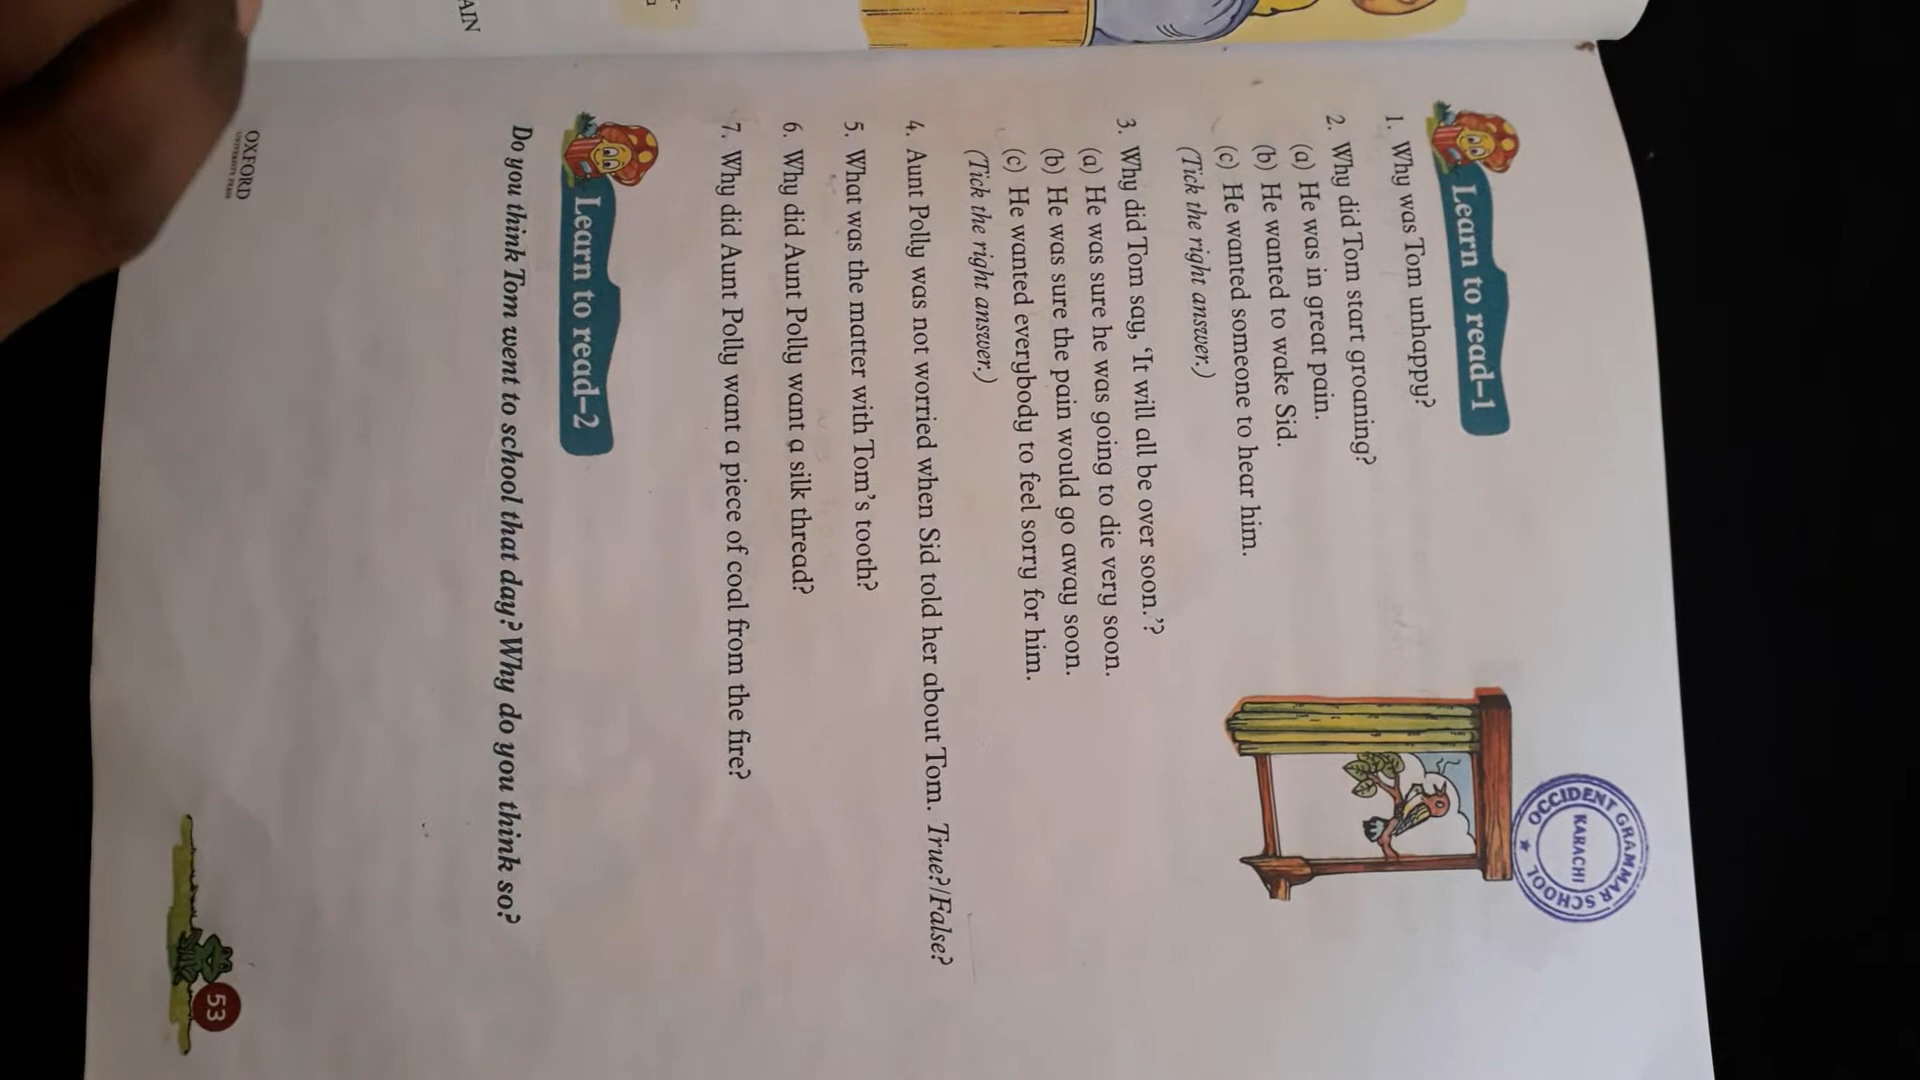 AIN
OCCIDENT GRAMMAR SCHOOL
KARACHI
Learn to read–1
1. Why was Tom unhappy?
2. Why did Tom start groaning?
(a) He was in great pain.
(b) He wanted to wake Sid.
(c) He wanted someone to hear him.
(Tick the right answer.)
3. Why did Tom say, ‘It will all be over soon.’?
(a) He was sure he was going to die very soon.
(b) He was sure the pain would go away soon.
(c) He wanted everybody to feel sorry for him.
(Tick the right answer.)
4. Aunt Polly was not worried when Sid told her about Tom. True?/False?
5. What was the matter with Tom’s tooth?
6. Why did Aunt Polly want a silk thread?
7. Why did Aunt Polly want a piece of coal from the fire?
Learn to read–2
Do you think Tom went to school that day? Why do you think so?
OXFORD
UNIVERSITY PRESS
53